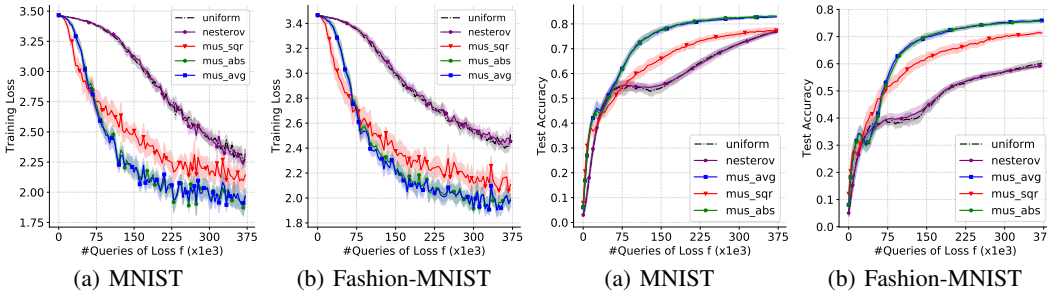 3.50
3.25
3.00
2.75
2.50
2.25
2.00
1.75
Training Loss
uniform
nesterov
mus_sqr
mus_abs
mus_avg
0 75 150 225 300 375
#Queries of Loss f (x1e3)
(a) MNIST
3.4
3.2
3.0
2.8
2.6
2.4
2.2
2.0
1.8
Training Loss
uniform
nesterov
mus_sqr
mus_abs
mus_avg
0 75 150 225 300 375
#Queries of Loss f (x1e3)
(b) Fashion-MNIST
0.8
0.7
0.6
0.5
0.4
0.3
0.2
0.1
0.0
Test Accuracy
uniform
nesterov
mus_avg
mus_sqr
mus_abs
0 75 150 225 300 375
#Queries of Loss f (x1e3)
(a) MNIST
0.8
0.7
0.6
0.5
0.4
0.3
0.2
0.1
0.0
Test Accuracy
uniform
nesterov
mus_avg
mus_sqr
mus_abs
0 75 150 225 300 375
#Queries of Loss f (x1e3)
(b) Fashion-MNIST